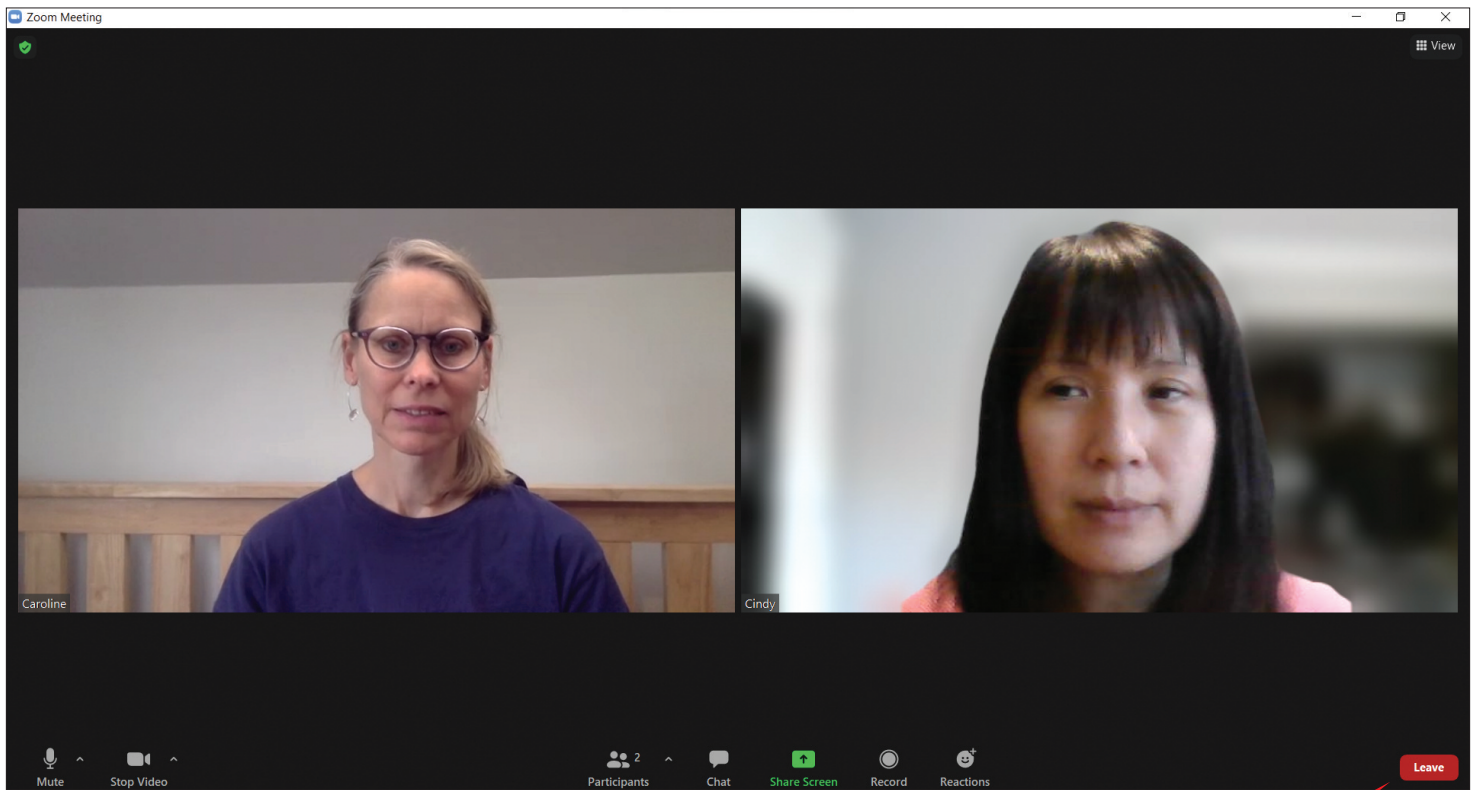 Zoom Meeting
View
Caroline
Cindy
2
Mute
Stop Video
Participants
Chat
Share Screen
Record
Reactions
Leave